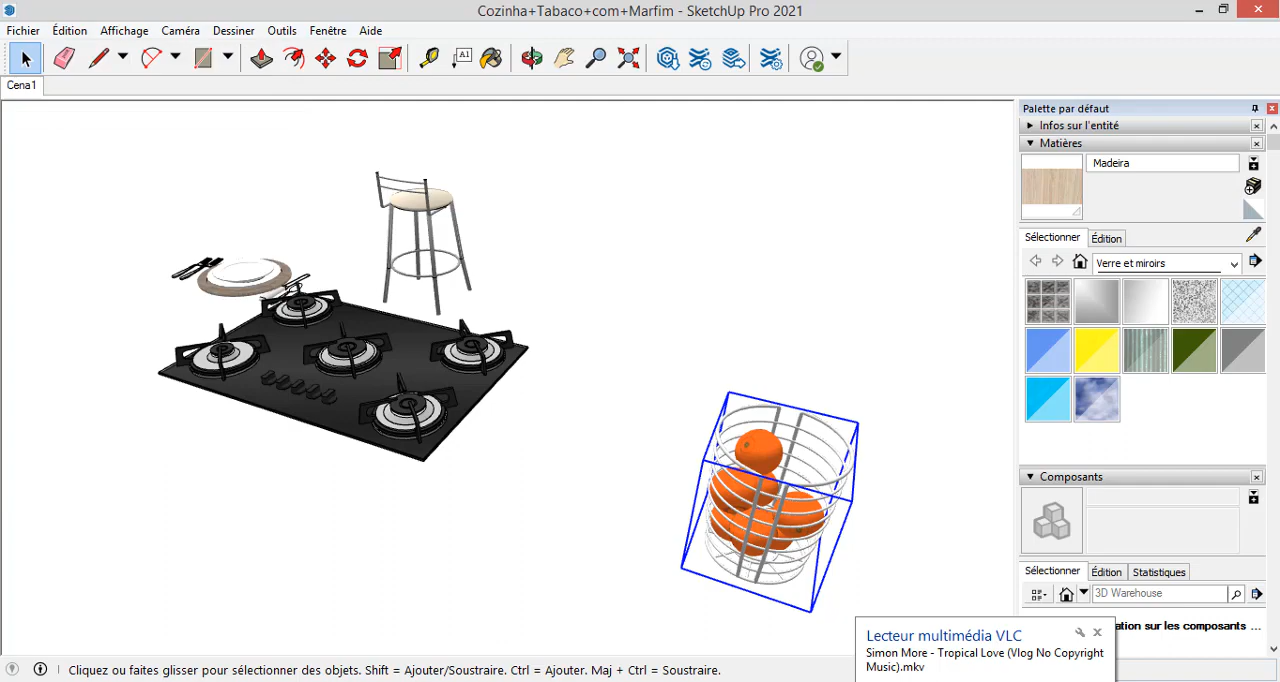 Cozinha+Tabaco+com+Marfim - SketchUp Pro 2021
Fichier Édition Affichage Caméra Dessiner Outils Fenêtre Aide
A1
Cena1
Palette par défaut
Infos sur l'entité
Matières
Madeira
Sélectionner Édition
Verre et miroirs
Composants
Sélectionner Édition Statistiques
3D Warehouse
ation sur les composants ...
Lecteur multimédia VLC
Simon More - Tropical Love (Vlog No Copyright
Music).mkv
Cliquez ou faites glisser pour sélectionner des objets. Shift = Ajouter/Soustraire. Ctrl = Ajouter. Maj + Ctrl = Soustraire.